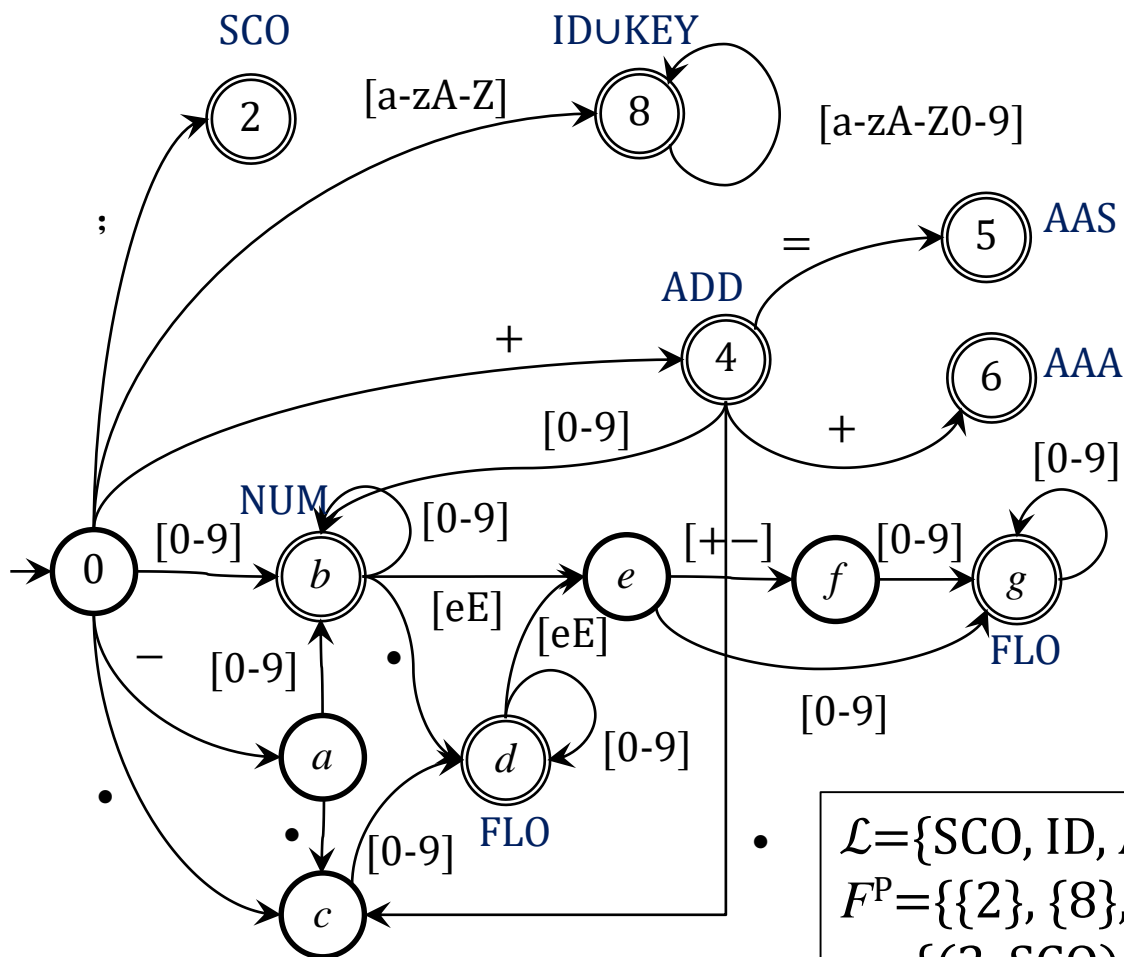 SCO
ID∪KEY
2
[a-zA-Z]
8
[a-zA-Z0-9]
;
5
AAS
=
ADD
+
4
6
AAA
[0-9]
+
[0-9]
NUM
[0-9]
0
[0-9]
b
[eE]
e
[+−]
f
[0-9]
g
FLO
−
[0-9]
•
[eE]
[0-9]
a
d
[0-9]
FLO
•
•
[0-9]
•
c
ℒ={SCO, ID,
F^P={{2}, {8},
{(2, SCO)